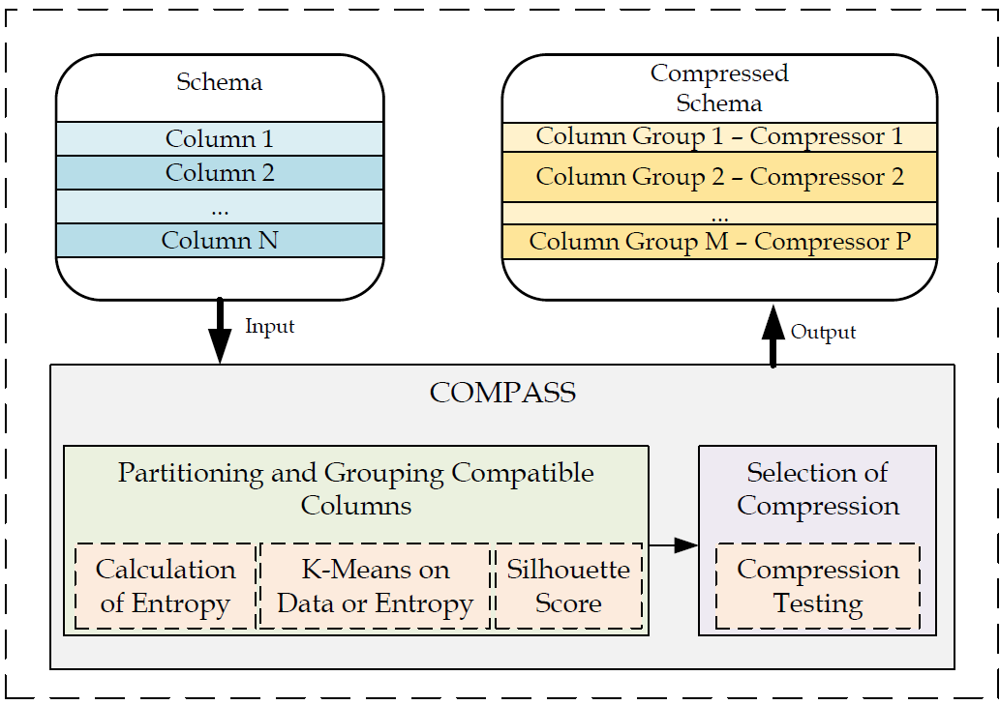 Schema
Column 1
Column 2
...
Column N
Compressed
Schema
Column Group 1 – Compressor 1
Column Group 2 – Compressor 2
...
Column Group M – Compressor P
Input
Output
COMPASS
Partitioning and Grouping Compatible
Columns
Calculation
of Entropy
K-Means on
Data or Entropy
Silhouette
Score
Selection of
Compression
Compression
Testing